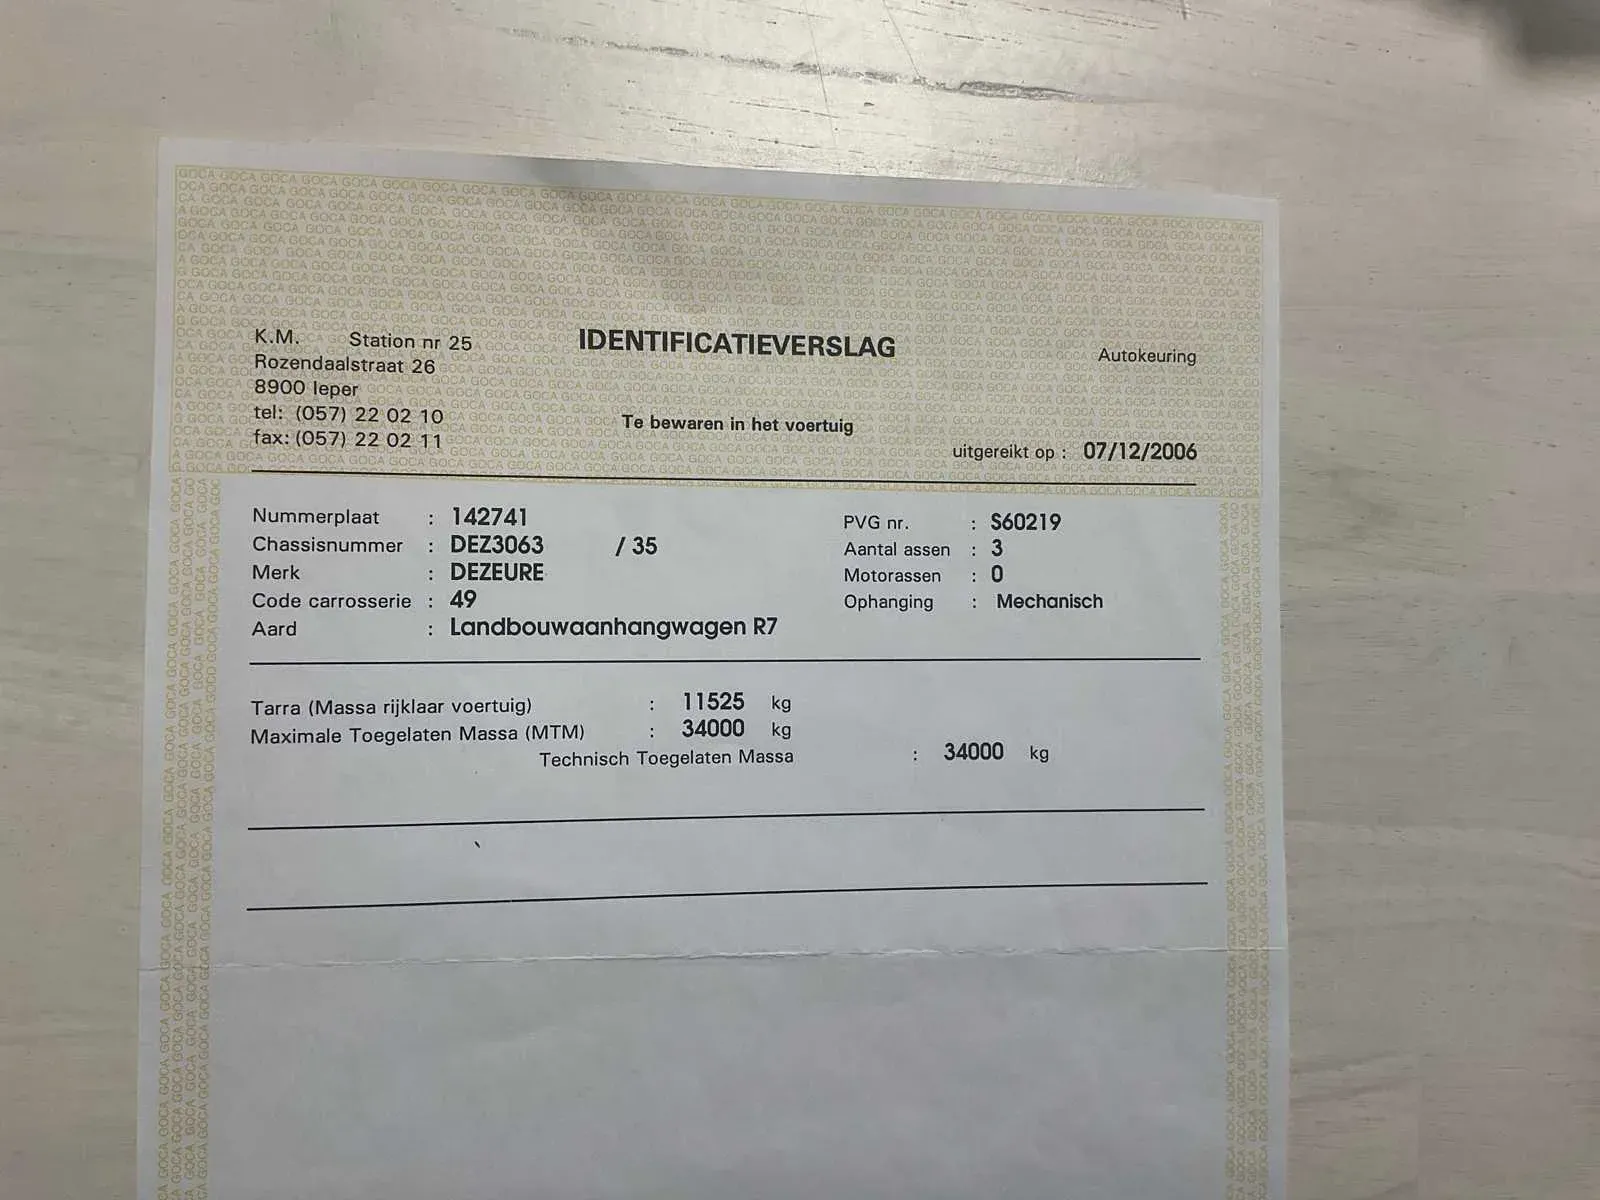 K.M. Station nr 25
Rozendaalstraat 26
8900 Ieper
tel: (057) 22 02 10
fax: (057) 22 02 11
IDENTIFICATIEVERSLAG
Te bewaren in het voertuig
Autokeuring
uitgereikt op : 07/12/2006
Nummerplaat : 142741
Chassisnummer : DEZ3063 / 35
Merk : DEZEURE
Code carrosserie : 49
Aard : Landbouwaanhangwagen R7
PVG nr. : S60219
Aantal assen : 3
Motorassen : 0
Ophanging : Mechanisch
Tarra (Massa rijklaar voertuig) : 11525 kg
Maximale Toegelaten Massa (MTM) : 34000 kg
Technisch Toegelaten Massa : 34000 kg